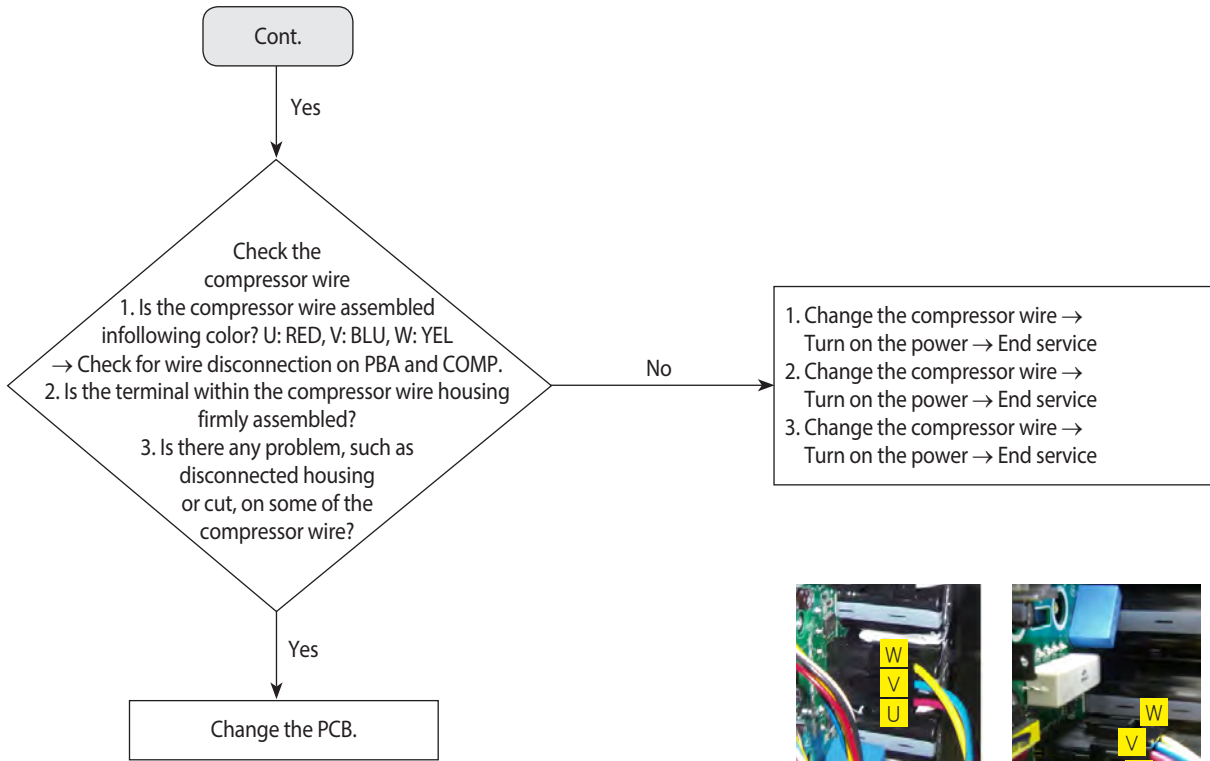 Cont.
Yes
Check the
compressor wire
1. Is the compressor wire assembled
infollowing color? U: RED, V: BLU, W: YEL
→ Check for wire disconnection on PBA and COMP.
2. Is the terminal within the compressor wire housing
firmly assembled?
3. Is there any problem, such as
disconnected housing
or cut, on some of the
compressor wire?
No
1. Change the compressor wire →
Turn on the power → End service
2. Change the compressor wire →
Turn on the power → End service
3. Change the compressor wire →
Turn on the power → End service
Yes
Change the PCB.
W
V
U
W
V